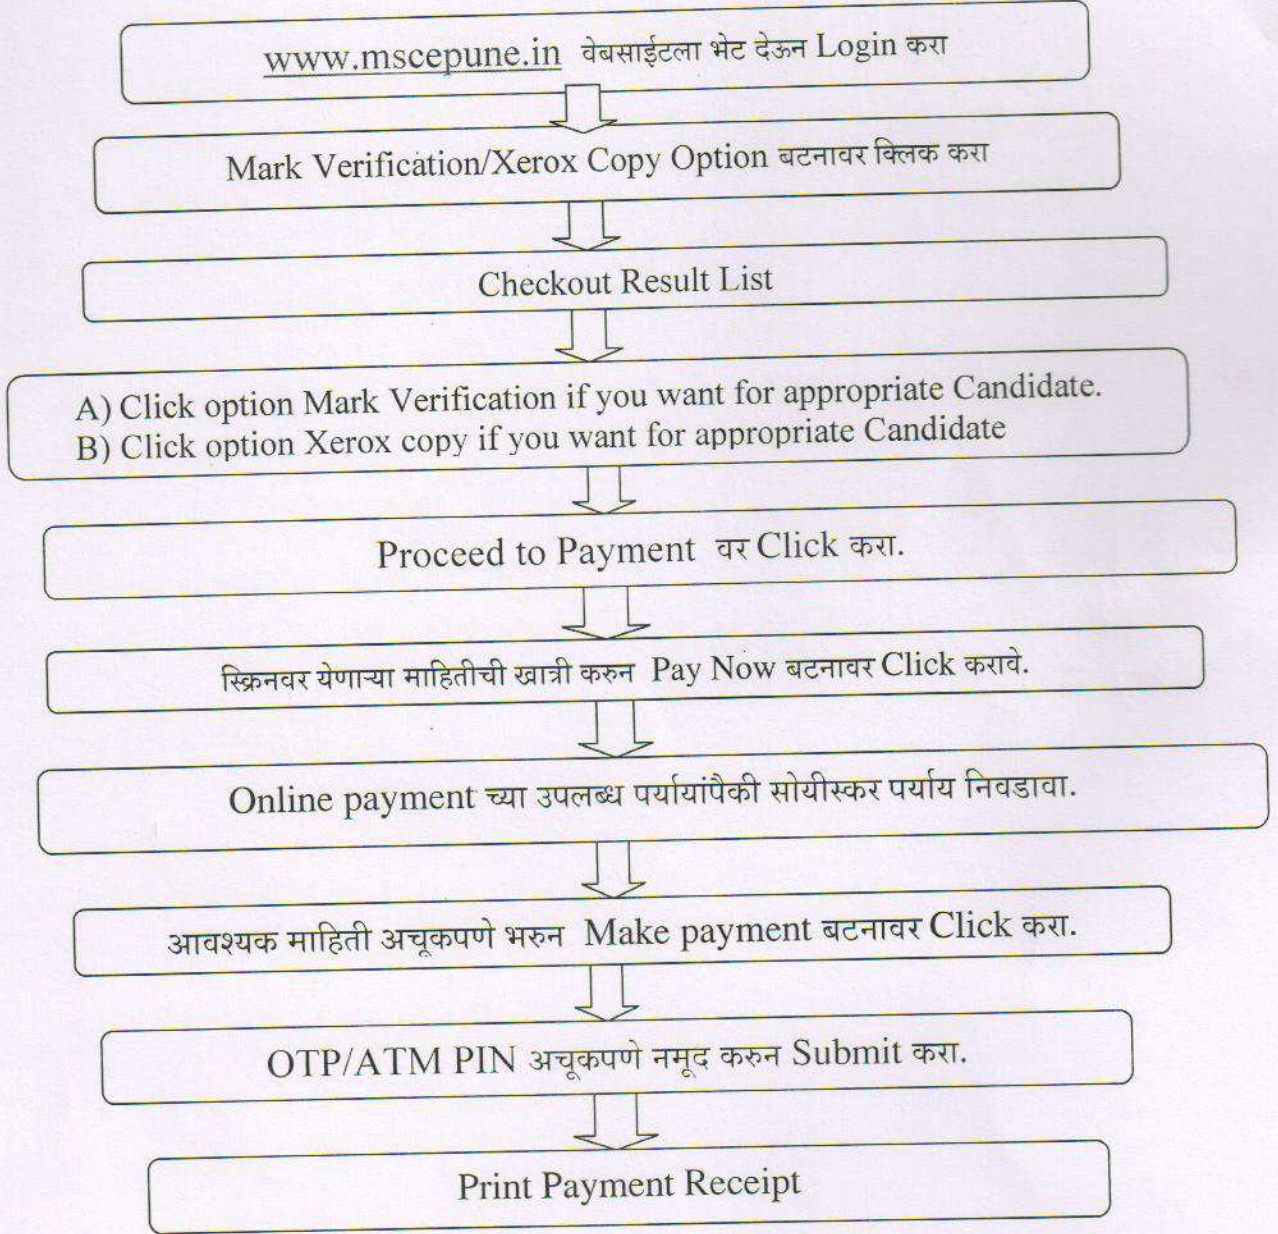 www.mscepune.in वेबसाईटला भेट देऊन Login करा
Mark Verification/Xerox Copy Option बटनावर क्लिक करा
Checkout Result List
A) Click option Mark Verification if you want for appropriate Candidate.
B) Click option Xerox copy if you want for appropriate Candidate
Proceed to Payment वर Click करा.
स्क्रिनवर येणाऱ्या माहितीची खात्री करुन Pay Now बटनावर Click करावे.
Online payment च्या उपलब्ध पर्यायांपैकी सोयीस्कर पर्याय निवडावा.
आवश्यक माहिती अचूकपणे भरुन Make payment बटनावर Click करा.
OTP/ATM PIN अचूकपणे नमूद करुन Submit करा.
Print Payment Receipt